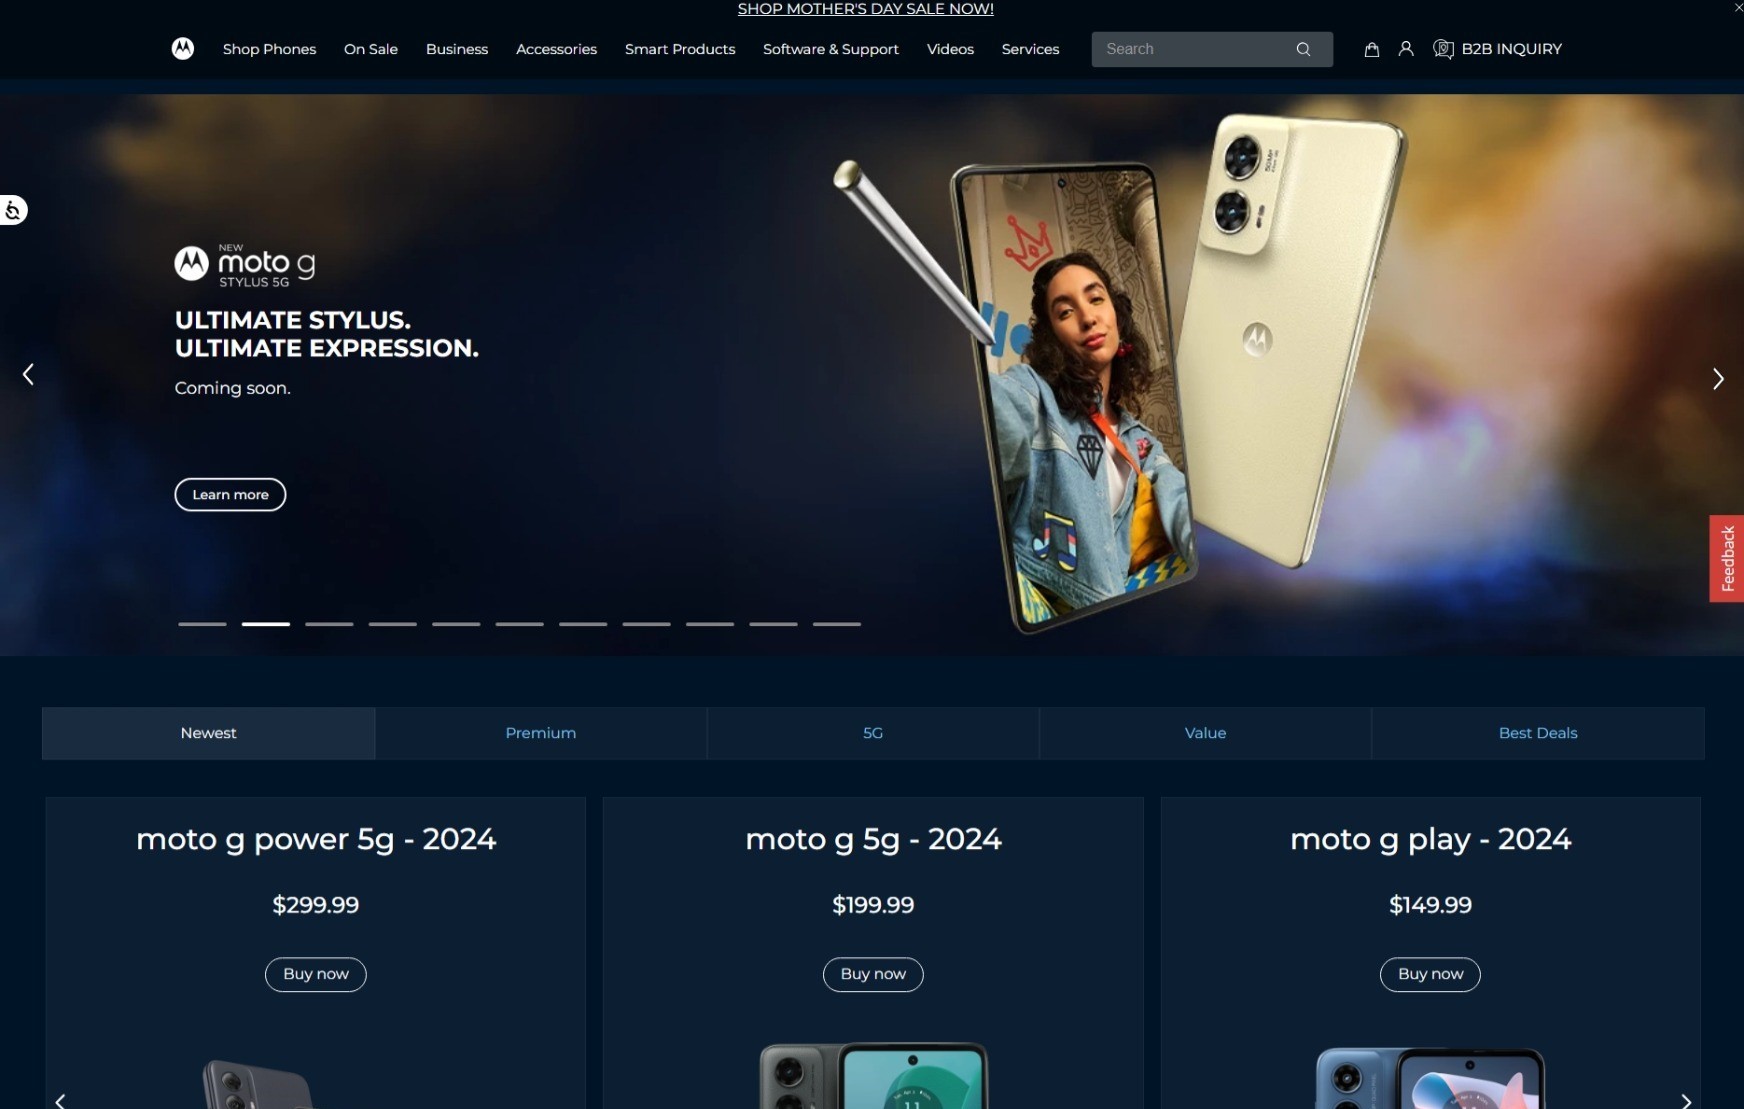 SHOP MOTHER'S DAY SALE NOW!
Shop Phones On Sale Business Accessories Smart Products Software & Support Videos Services Search B2B INQUIRY
NEW
moto g
STYLUS 5G
ULTIMATE STYLUS.
ULTIMATE EXPRESSION.
Coming soon.
Learn more
Feedback
Newest Premium 5G Value Best Deals
moto g power 5g - 2024
$299.99
Buy now
moto g 5g - 2024
$199.99
Buy now
moto g play - 2024
$149.99
Buy now
11